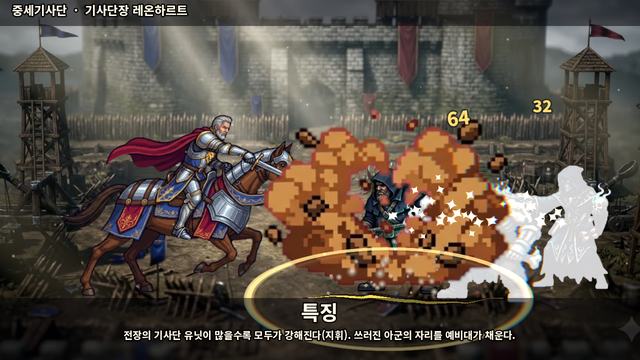 중세기사단 · 기사단장 레온하르트
32
64
특징
전장의 기사단 유닛이 많을수록 모두가 강해진다(지휘). 쓰러진 아군의 자리를 예비대가 채운다.